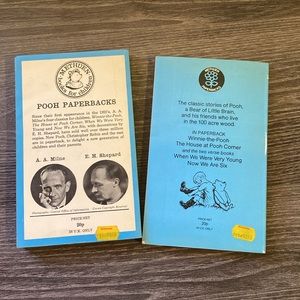 METHUEN
books for children
POOH PAPERBACKS
Since their first appearance in the 1920's, A. A.
Milne's four classics for children, Winnie-the-Pooh,
The House at Pooh Corner, When We Were Very
Young and Now We Are Six, with decorations by
E. H. Shepard, have sold well over three million
copies. Now Pooh, Christopher Robin and the rest
are in paperback, to delight a new generation of
children and their parents.
A. A. Milne
E. H. Shepard
PRICE NET
20p
IN U.K. ONLY
The classic stories of Pooh,
a Bear of Little Brain,
and his friends who live
in the 100 acre wood.
IN PAPERBACK
Winnie-the-Pooh
The House at Pooh Corner
and the two verse books
When We Were Very Young
Now We Are Six
PRICE NET
20p
IN U.K. ONLY